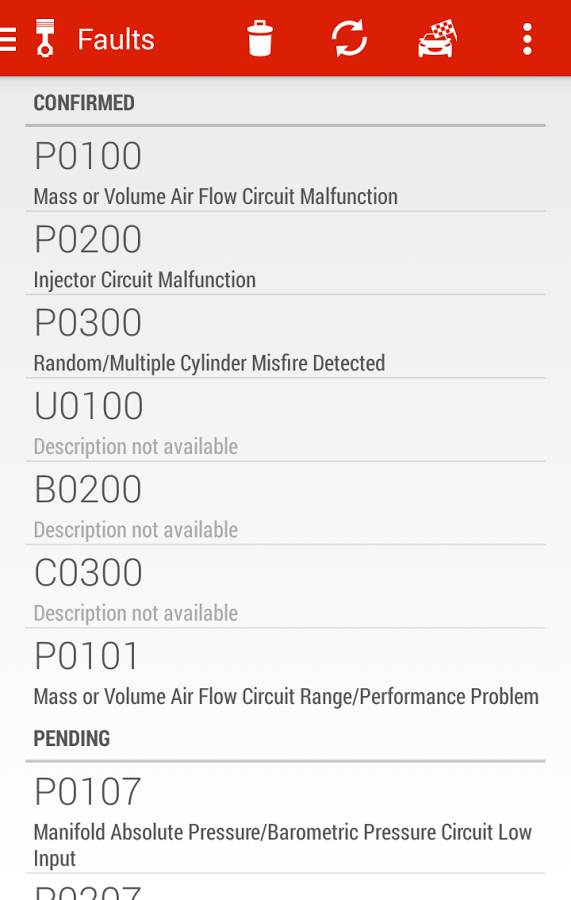 Faults
CONFIRMED
P0100
Mass or Volume Air Flow Circuit Malfunction
P0200
Injector Circuit Malfunction
P0300
Random/Multiple Cylinder Misfire Detected
U0100
Description not available
B0200
Description not available
C0300
Description not available
P0101
Mass or Volume Air Flow Circuit Range/Performance Problem
PENDING
P0107
Manifold Absolute Pressure/Barometric Pressure Circuit Low
Input
P0207